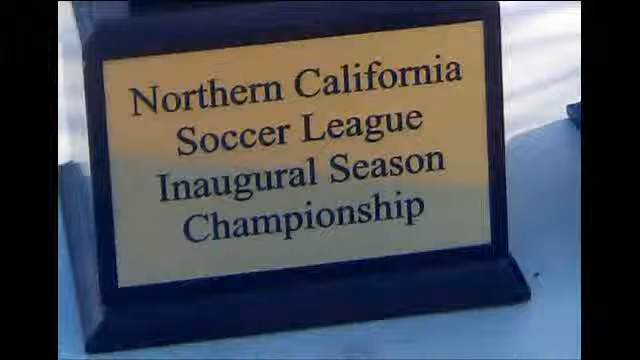 Northern California
Soccer League
Inaugural Season
Championship